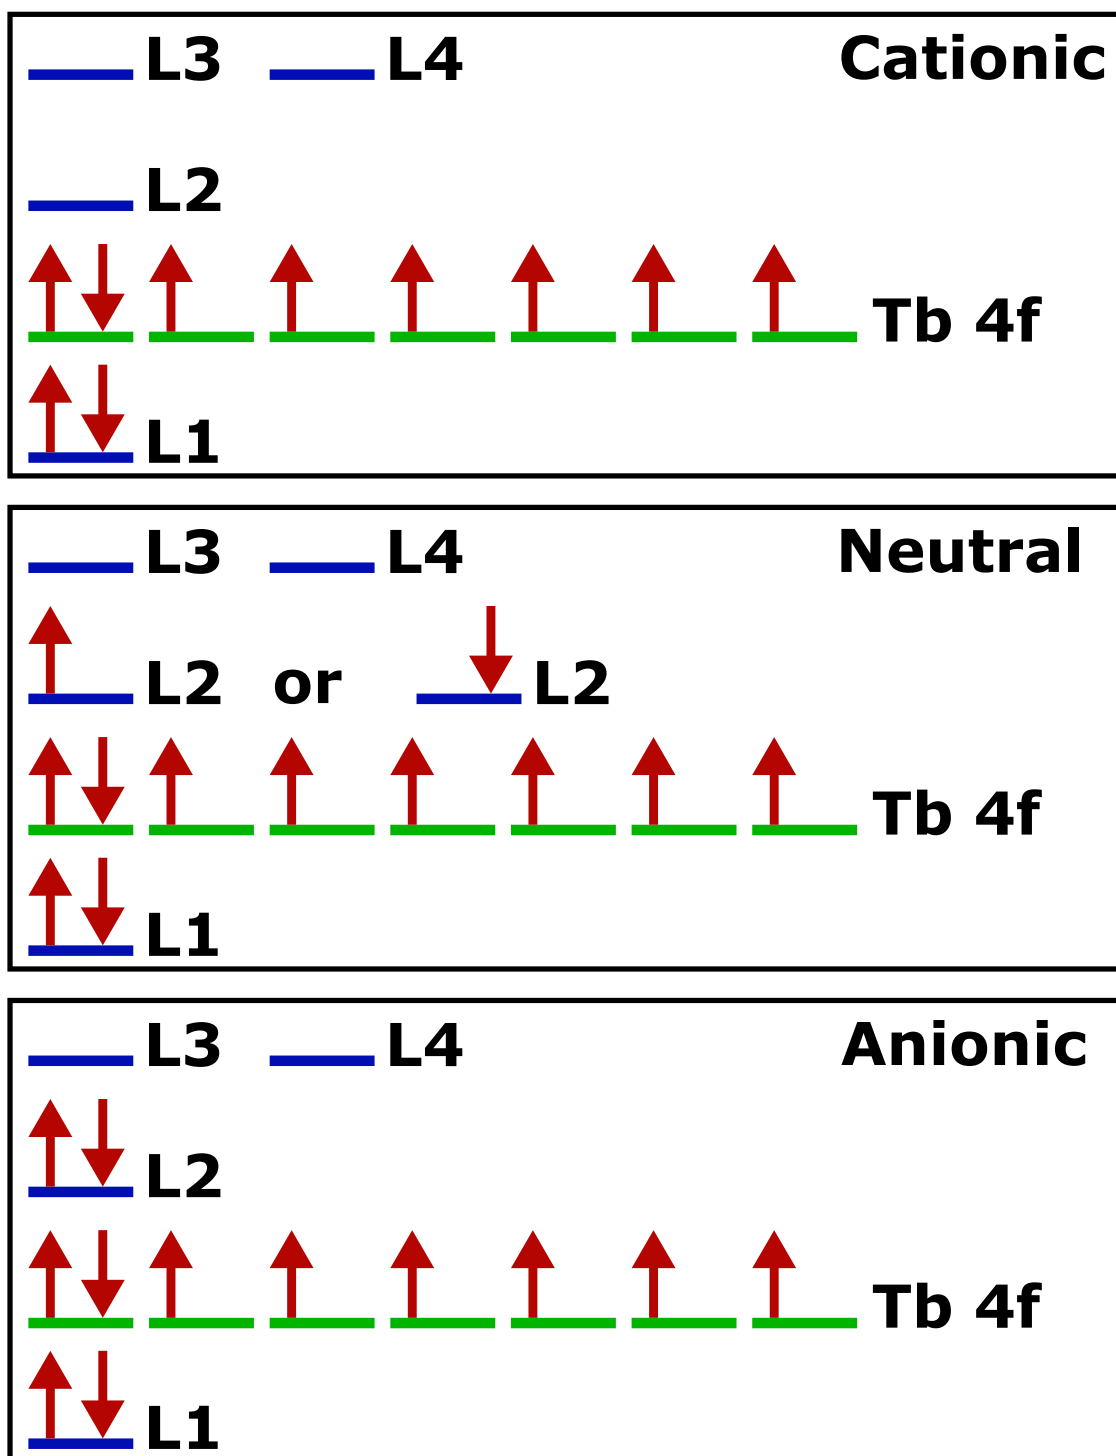 L3 L4 Cationic
L2
Tb 4f
L1
L3 L4 Neutral
L2 or L2
Tb 4f
L1
L3 L4 Anionic
L2
Tb 4f
L1